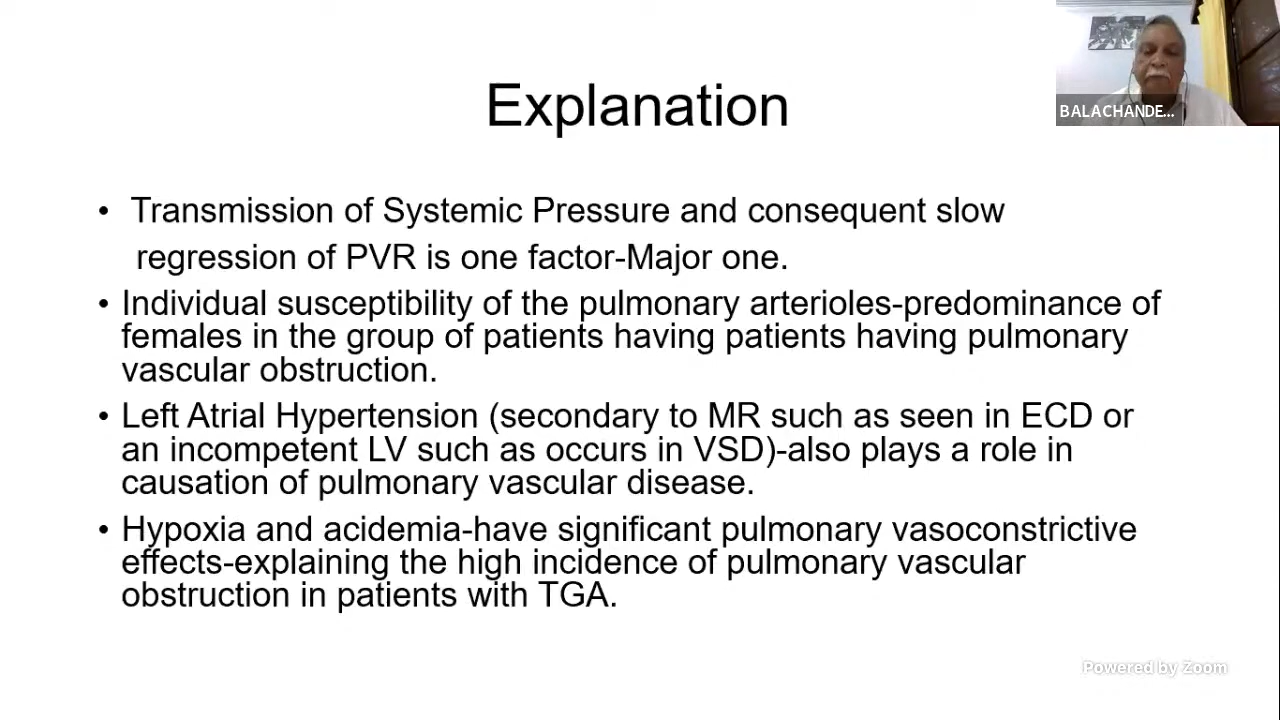 Explanation
BALACHANDE...
• Transmission of Systemic Pressure and consequent slow
regression of PVR is one factor-Major one.
• Individual susceptibility of the pulmonary arterioles-predominance of
females in the group of patients having patients having pulmonary
vascular obstruction.
• Left Atrial Hypertension (secondary to MR such as seen in ECD or
an incompetent LV such as occurs in VSD)-also plays a role in
causation of pulmonary vascular disease.
• Hypoxia and acidemia-have significant pulmonary vasoconstrictive
effects-explaining the high incidence of pulmonary vascular
obstruction in patients with TGA.
Powered by Zoom